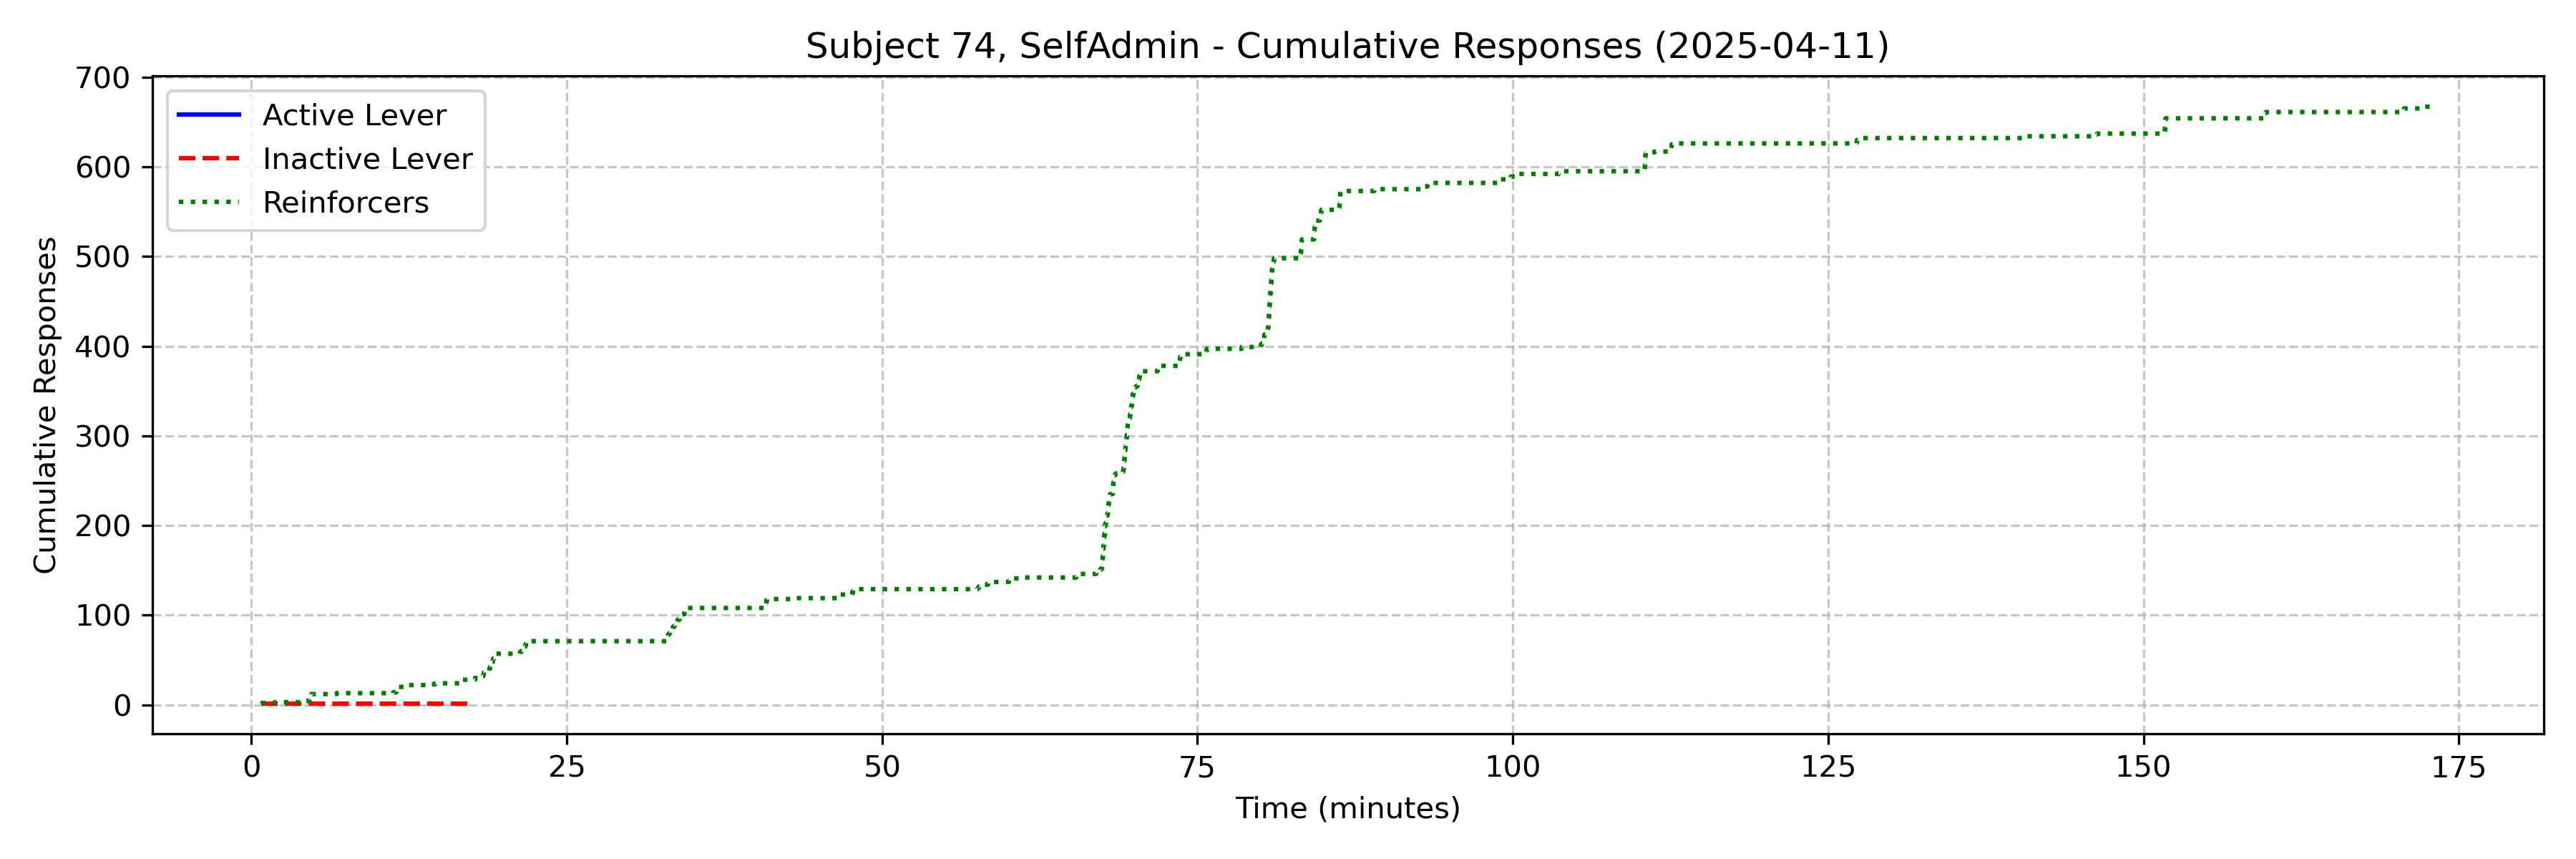 Subject 74, SelfAdmin - Cumulative Responses (2025-04-11)
700
600
500
400
300
200
100
0
Cumulative Responses
Active Lever
Inactive Lever
Reinforcers
0 25 50 75 100 125 150 175
Time (minutes)